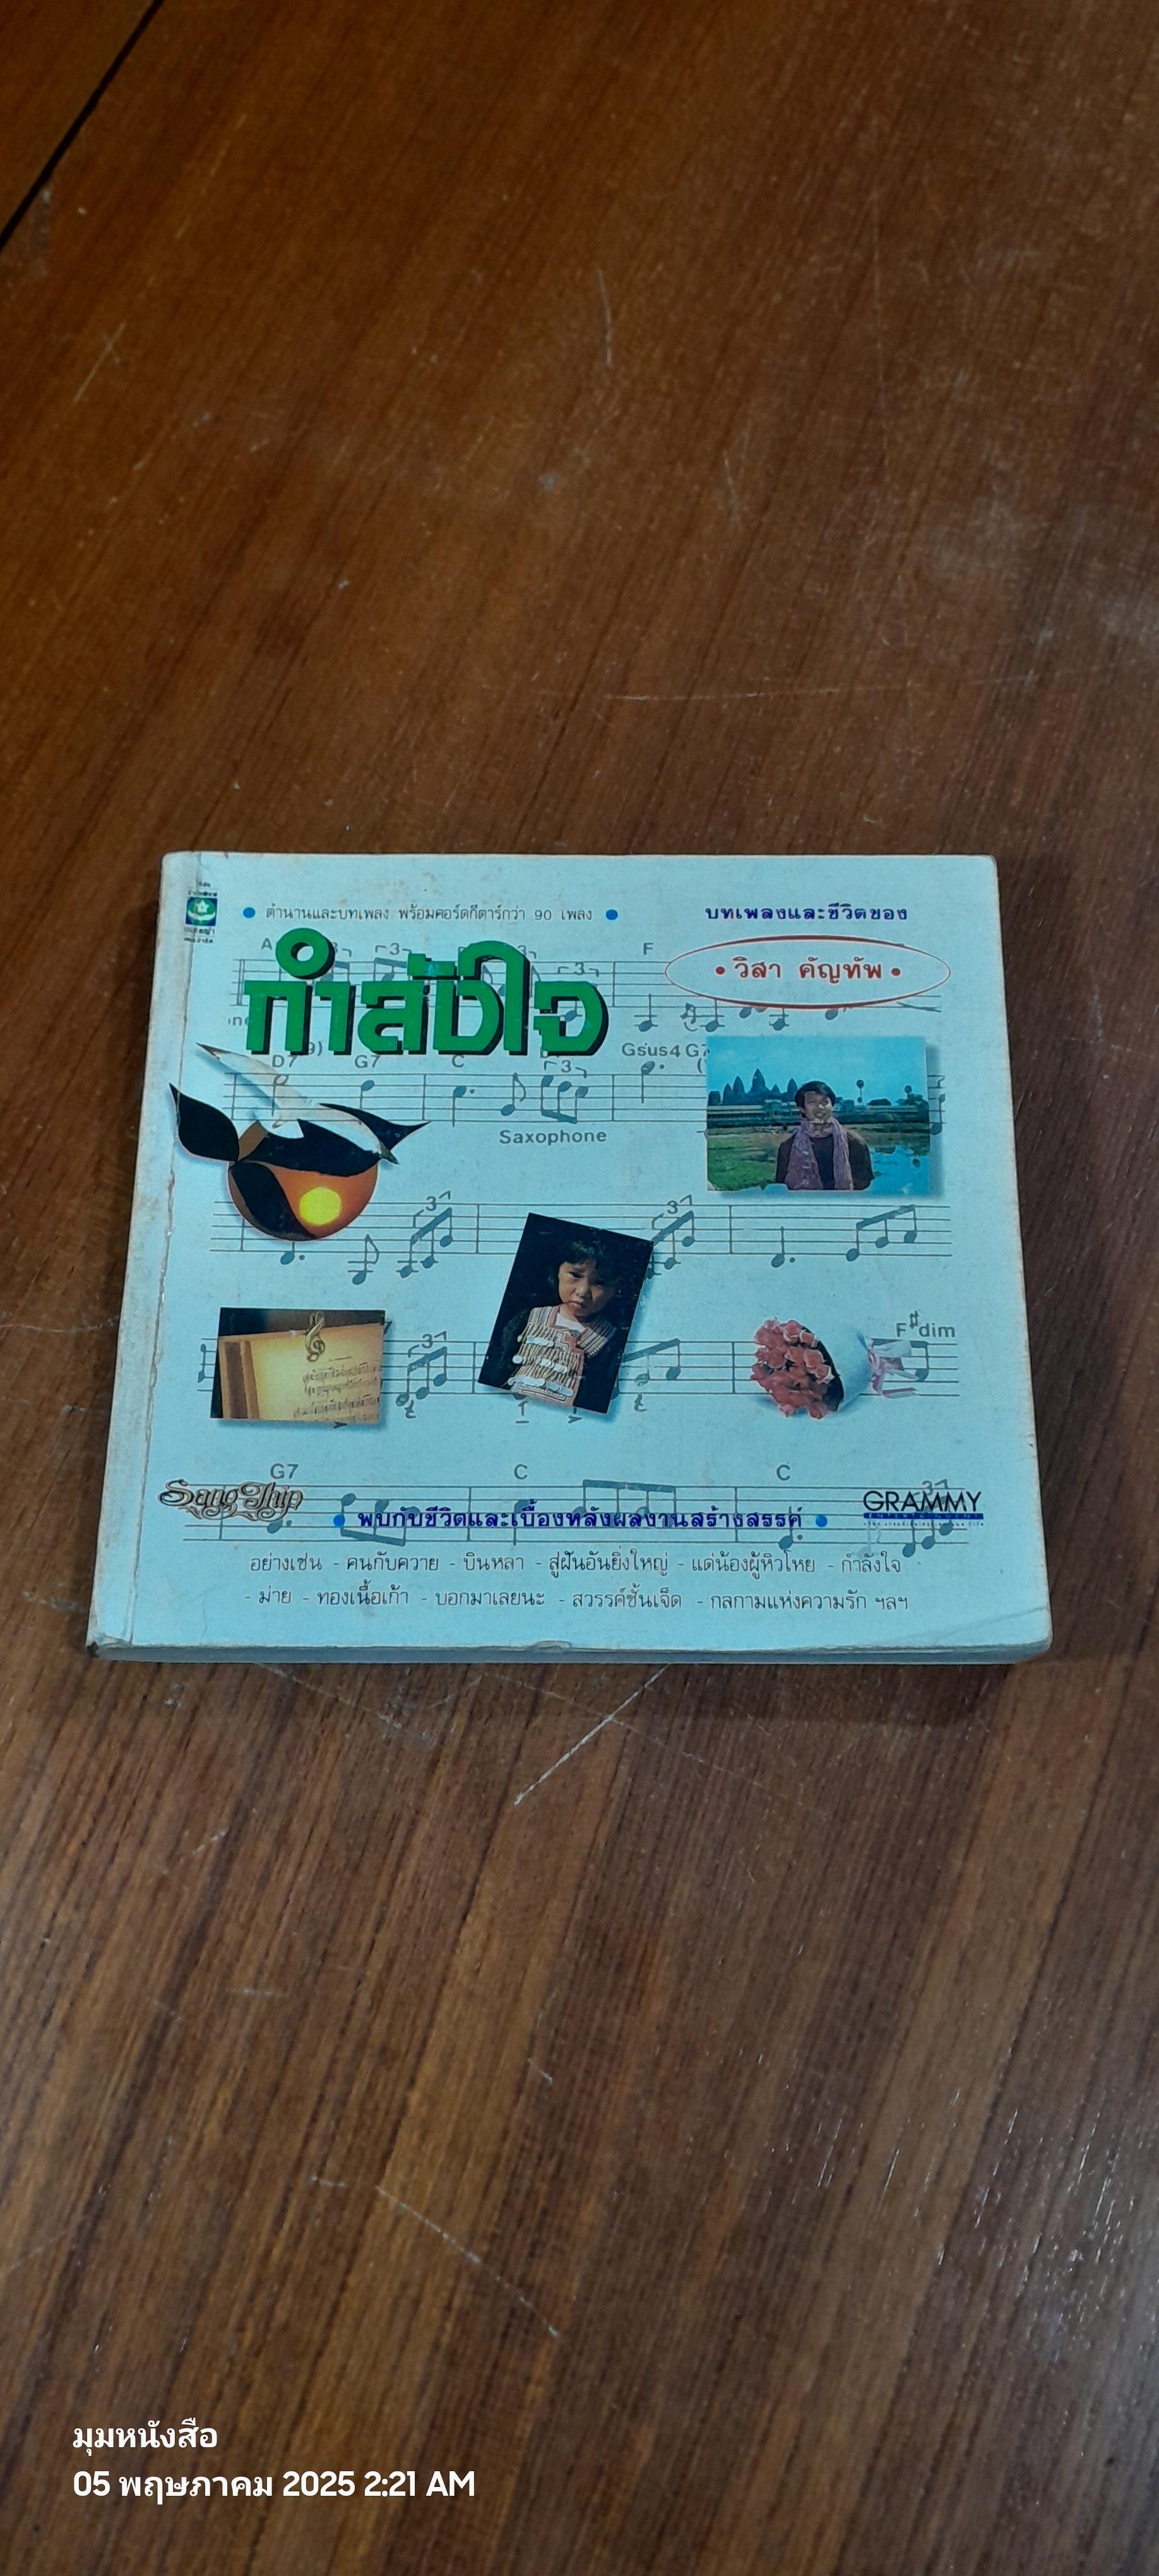 ● ตำนานและบทเพลง พร้อมคอร์ดกีตาร์กว่า 90 เพลง ●
บทเพลงและชีวิตของ
กำลังใจ
• วิสา คัญทัพ •
F
D7
G7
C
Gsus4 G7
Saxophone
F#dim
G7
C
C
Sang Thip
GRAMMY
ENTERTAINMENT
● พบกับชีวิตและเบื้องหลังผลงานสร้างสรรค์ ●
อย่างเช่น - คนกับควาย - บินหลา - สู่ฝันอันยิ่งใหญ่ - แด่น้องผู้หิวโหย - กำลังใจ
- ม่าย - ทองเนื้อเก้า - บอกมาเลยนะ - สวรรค์ชั้นเจ็ด - กลกามแห่งความรัก ฯลฯ
มุมหนังสือ
05 พฤษภาคม 2025 2:21 AM